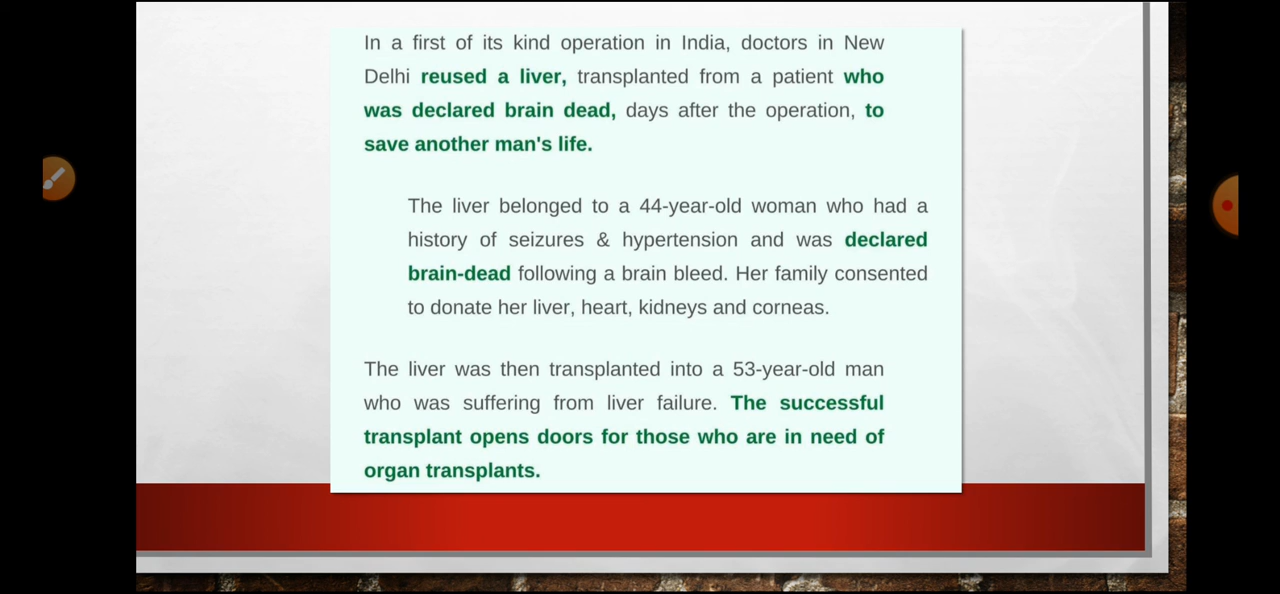 In a first of its kind operation in India, doctors in New
Delhi reused a liver, transplanted from a patient who
was declared brain dead, days after the operation, to
save another man's life.
The liver belonged to a 44-year-old woman who had a
history of seizures & hypertension and was declared
brain-dead following a brain bleed. Her family consented
to donate her liver, heart, kidneys and corneas.
The liver was then transplanted into a 53-year-old man
who was suffering from liver failure. The successful
transplant opens doors for those who are in need of
organ transplants.